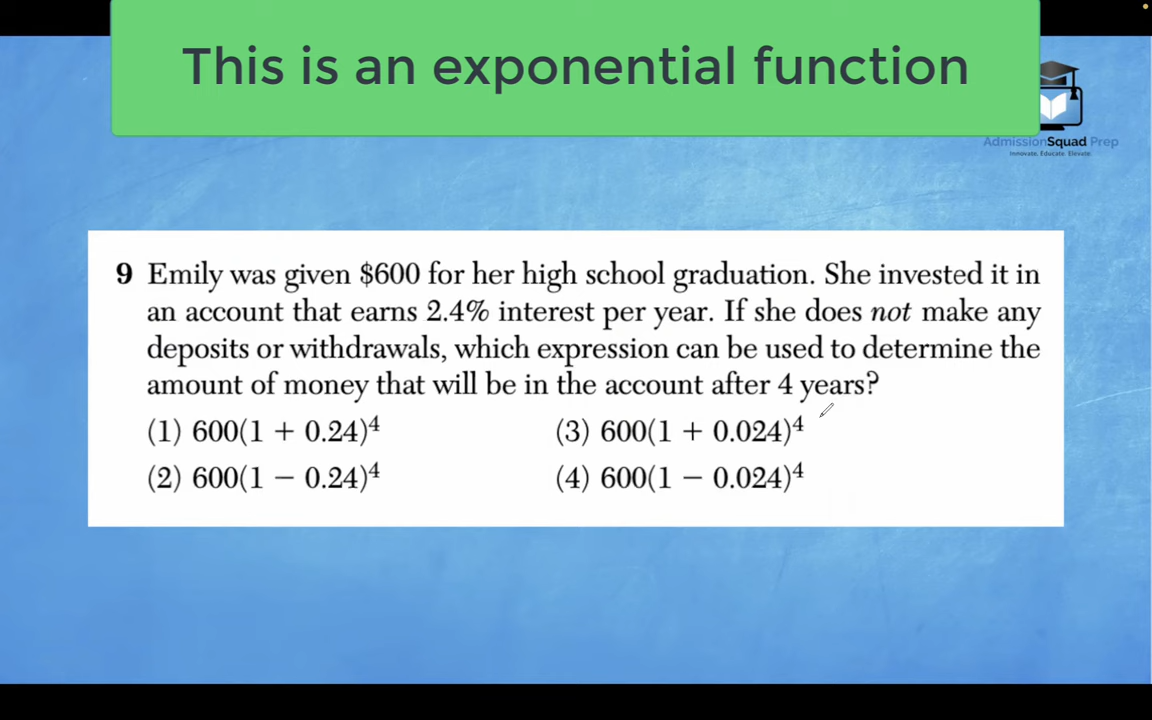 This is an exponential function
AdmissionSquad Prep
Innovate. Educate. Elevate
9 Emily was given $600 for her high school graduation. She invested it in
an account that earns 2.4% interest per year. If she does not make any
deposits or withdrawals, which expression can be used to determine the
amount of money that will be in the account after 4 years?
(1) 600(1 + 0.24)⁴ (3) 600(1 + 0.024)⁴
(2) 600(1 − 0.24)⁴ (4) 600(1 − 0.024)⁴